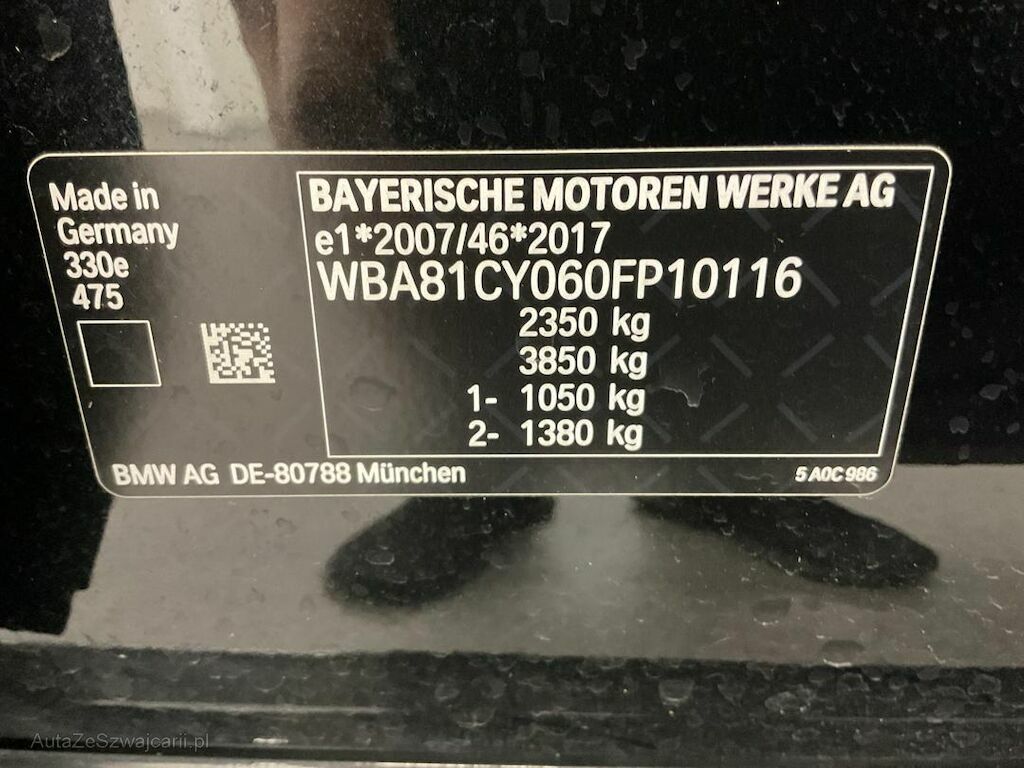 Made in
Germany
330e
475
BAYERISCHE MOTOREN WERKE AG
e1*2007/46*2017
WBA81CY060FP10116
2350 kg
3850 kg
1- 1050 kg
2- 1380 kg
BMW AG DE-80788 München
5 A0C 986
AutaZeSzwajcarii.pl